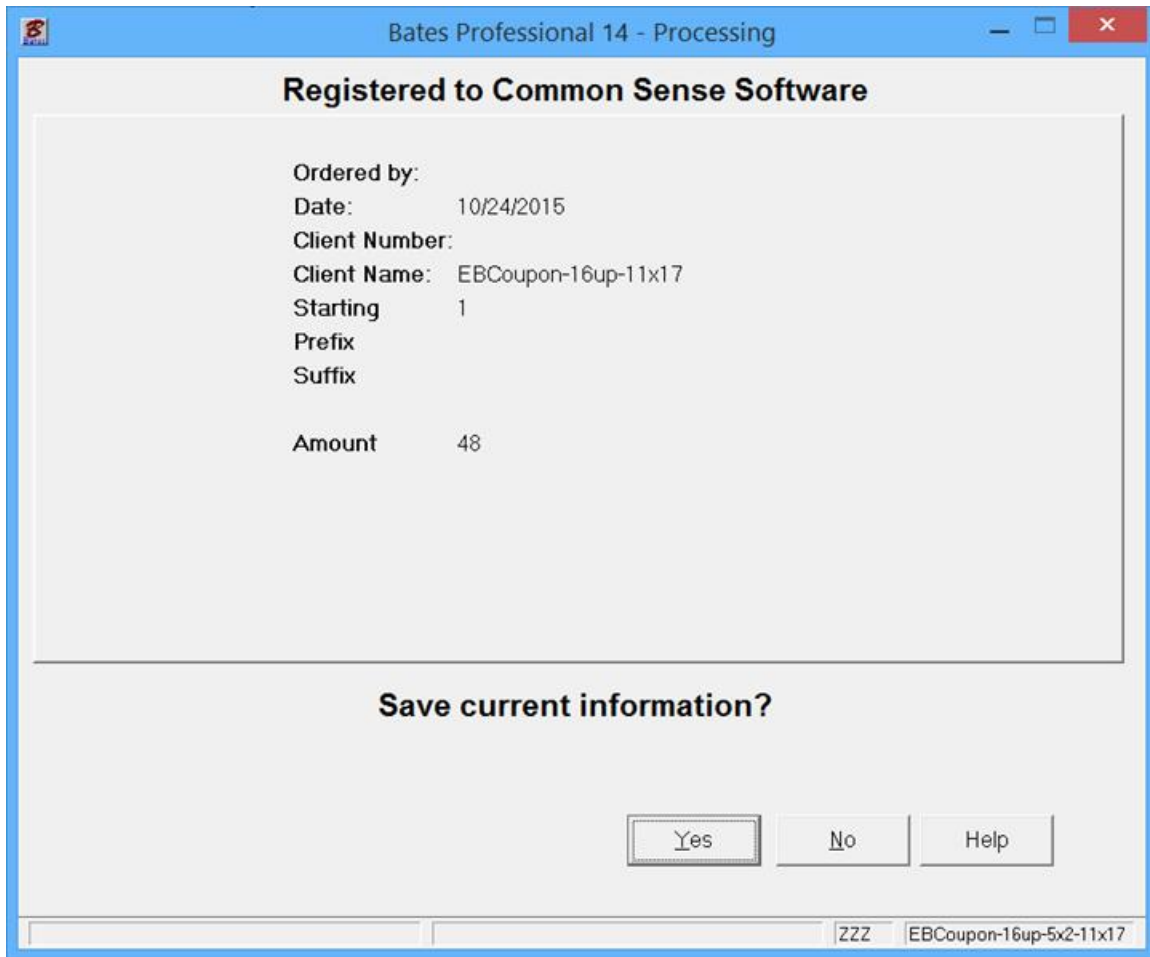 Bates Professional 14 - Processing
Registered to Common Sense Software
Ordered by:
Date: 10/24/2015
Client Number:
Client Name: EBCoupon-16up-11x17
Starting 1
Prefix
Suffix
Amount 48
Save current information?
Yes No Help
ZZZ EBCoupon-16up-5x2-11x17